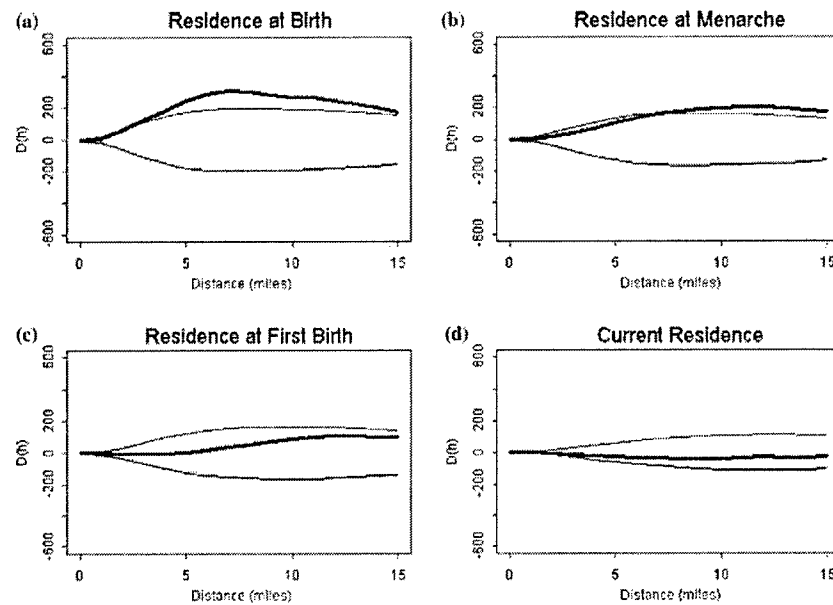 (a) Residence at Birth
600
200
0
-200
-600
D(h)
0 5 10 15
Distance (miles)
(b) Residence at Menarche
600
200
0
-200
-600
D(h)
0 5 10 15
Distance (miles)
(c) Residence at First Birth
600
200
0
-200
-600
D(h)
0 5 10 15
Distance (miles)
(d) Current Residence
600
200
0
-200
-600
D(h)
0 5 10 15
Distance (miles)